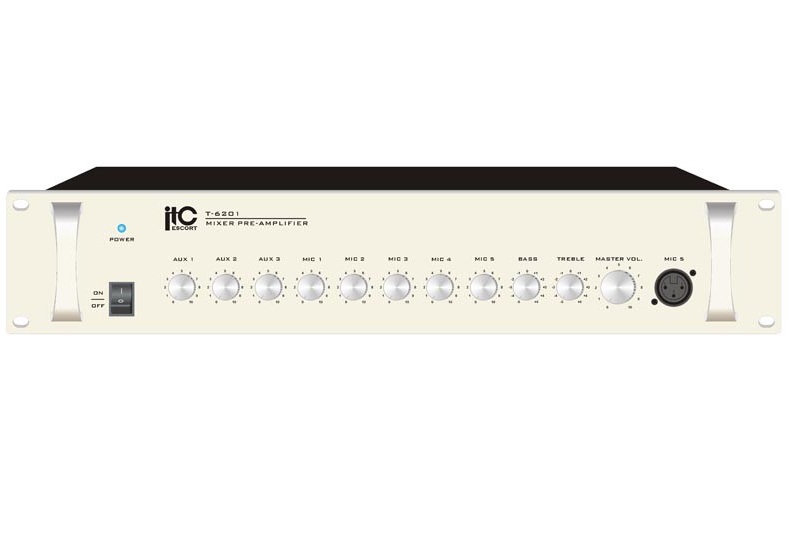 itC
ESCORT
T-6201
MIXER PRE-AMPLIFIER
POWER
AUX 1 AUX 2 AUX 3 MIC 1 MIC 2 MIC 3 MIC 4 MIC 5 BASS TREBLE MASTER VOL. MIC 5
ON
OFF